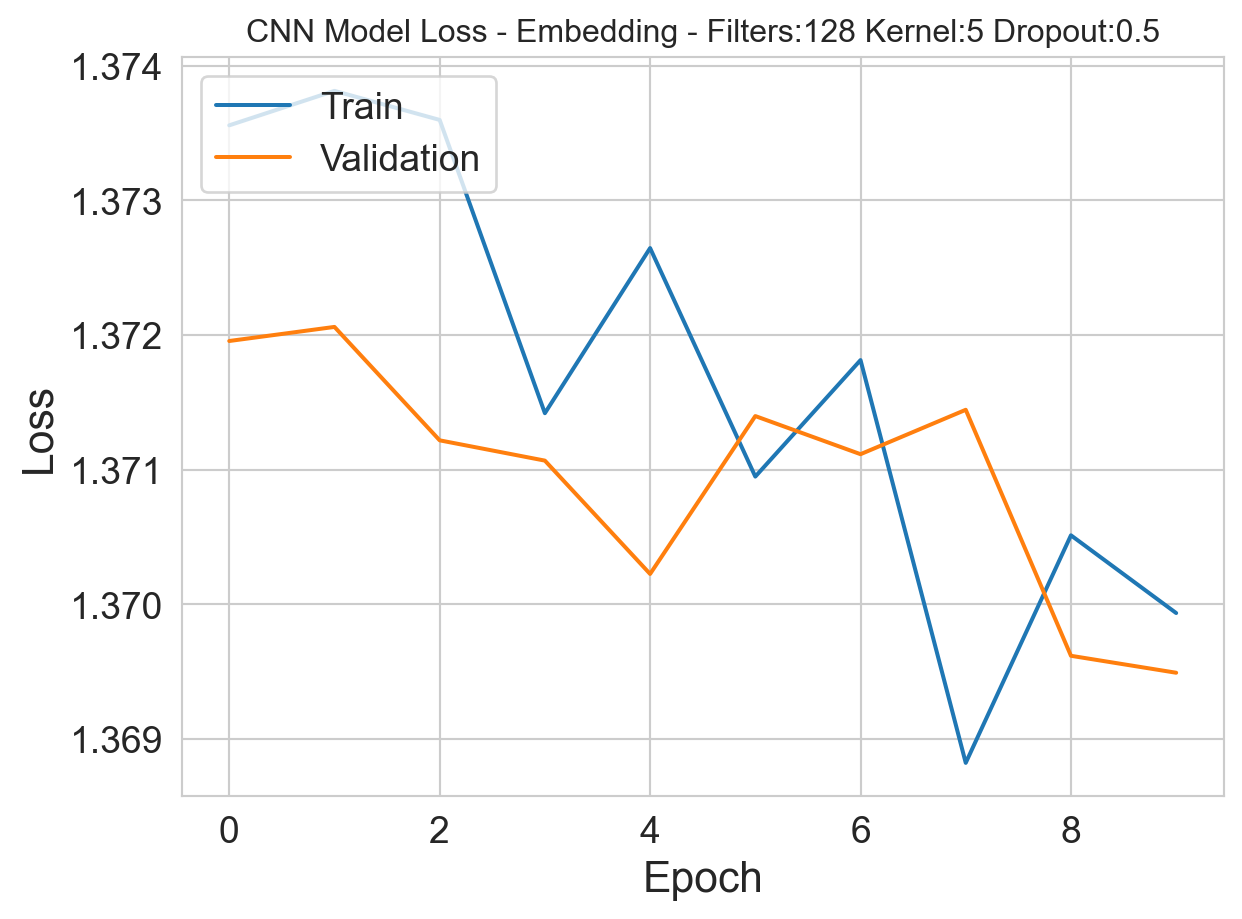 CNN Model Loss - Embedding - Filters:128 Kernel:5 Dropout:0.5
1.374
Train
Validation
1.373
1.372
1.371
1.370
1.369
Loss
0 2 4 6 8
Epoch